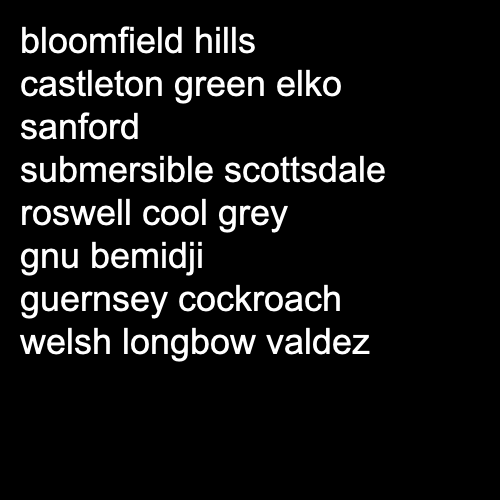 bloomfield hills
castleton green elko
sanford
submersible scottsdale
roswell cool grey
gnu bemidji
guernsey cockroach
welsh longbow valdez